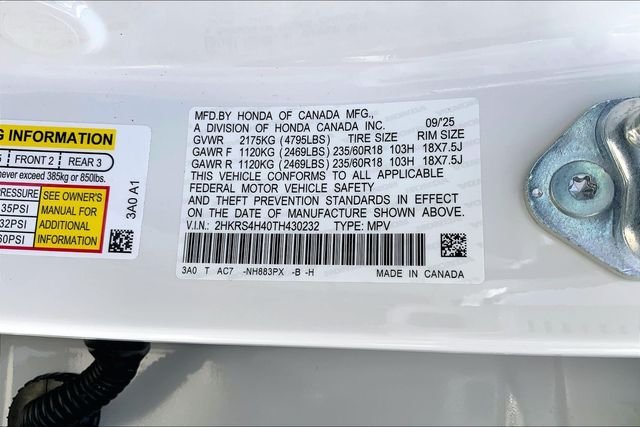 MFD.BY HONDA OF CANADA MFG., 09/25
A DIVISION OF HONDA CANADA INC. TIRE SIZE RIM SIZE
GVWR 2175KG (4795LBS)
GAWR F 1120KG (2469LBS) 235/60R18 103H 18X7.5J
GAWR R 1120KG (2469LBS) 235/60R18 103H 18X7.5J
THIS VEHICLE CONFORMS TO ALL APPLICABLE
FEDERAL MOTOR VEHICLE SAFETY
AND THEFT PREVENTION STANDARDS IN EFFECT
ON THE DATE OF MANUFACTURE SHOWN ABOVE.
V.I.N.: 2HKRS4H40TH430232 TYPE: MPV
3A0 T AC7 -NH883PX -B -H MADE IN CANADA
G INFORMATION
5 FRONT 2 REAR 3
never exceed 385kg or 850lbs.
PRESSURE
35PSI
32PSI
60PSI
SEE OWNER'S
MANUAL FOR
ADDITIONAL
INFORMATION
3A0 A1